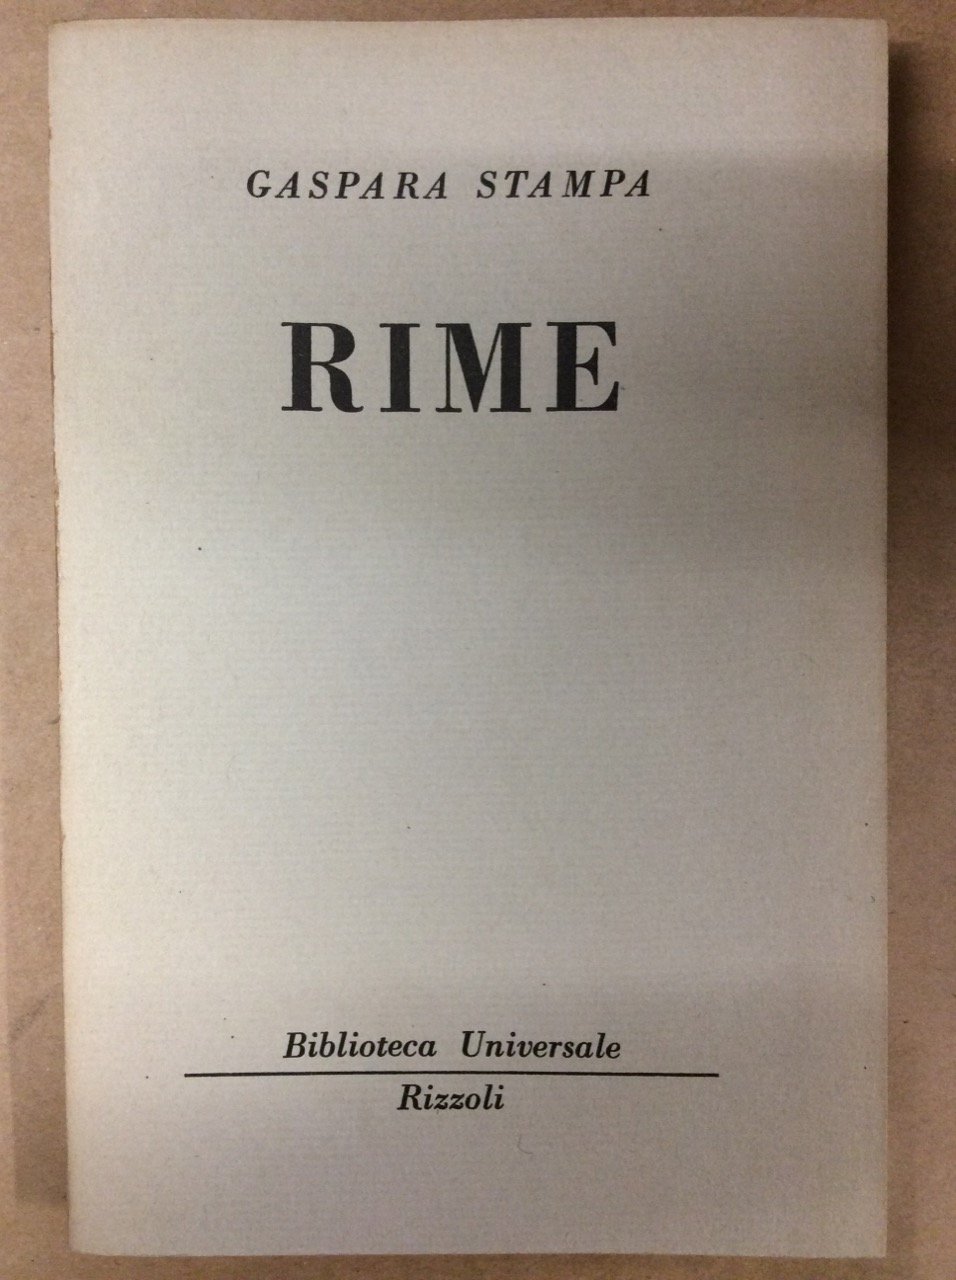 GASPARA STAMPA
RIME
Biblioteca Universale
Rizzoli